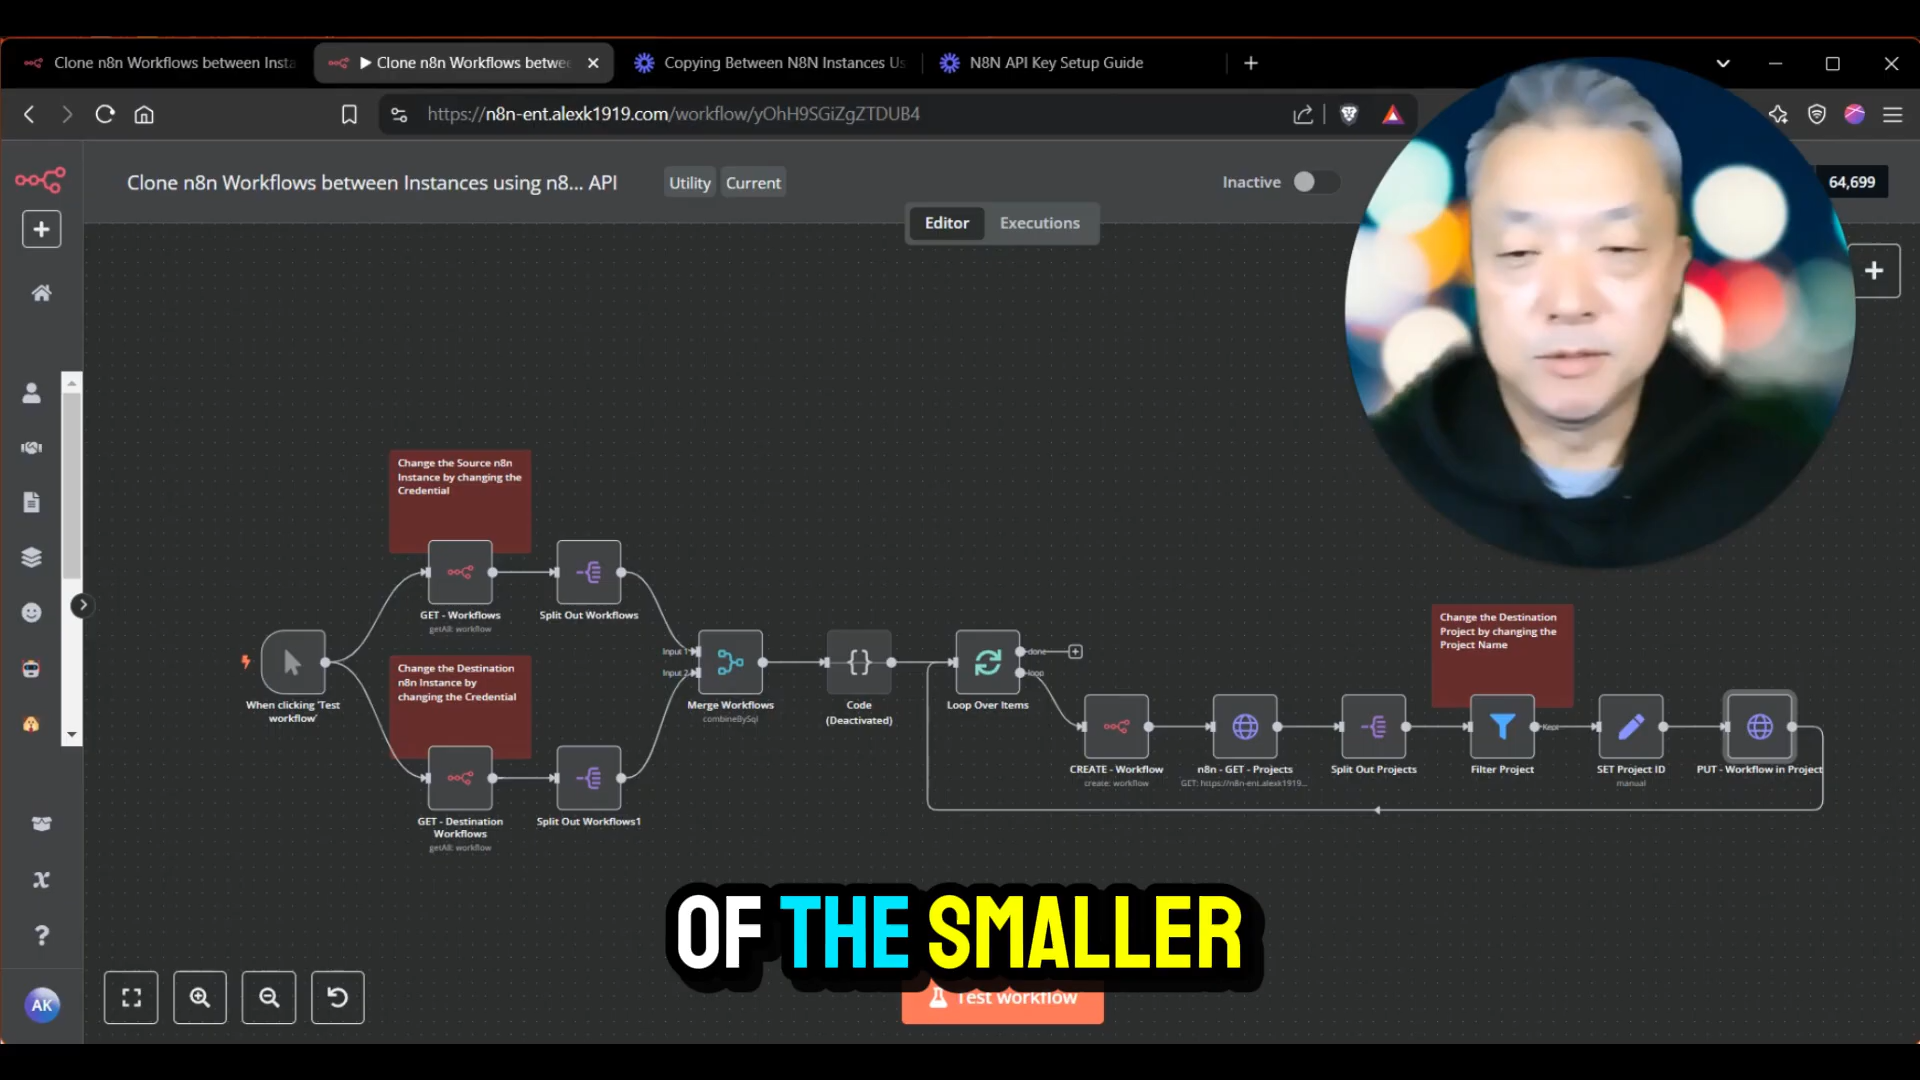 Clone n8n Workflows between Insta
Clone n8n Workflows betwee
Copying Between N8N Instances Us
N8N API Key Setup Guide
https://n8n-ent.alexk1919.com/workflow/yOhH9SGiZgZTDUB4
Clone n8n Workflows between Instances using n8... API
Utility
Current
Inactive
64,699
Editor
Executions
Change the Source n8n
Instance by changing the
Credential
GET - Workflows
getAll: workflow
Split Out Workflows
When clicking 'Test
workflow'
Change the Destination
n8n Instance by
changing the Credential
GET - Destination
Workflows
getAll: workflow
Split Out Workflows1
Input 1
Input 2
Merge Workflows
combineBySql
Code
(Deactivated)
done
loop
Loop Over Items
CREATE - Workflow
create: workflow
n8n - GET - Projects
GET: https://n8n-ent.alexk1919...
Split Out Projects
Change the Destination
Project by changing the
Project Name
Kept
Filter Project
SET Project ID
manual
PUT - Workflow in Project
AK
OF THE SMALLER
Test workflow